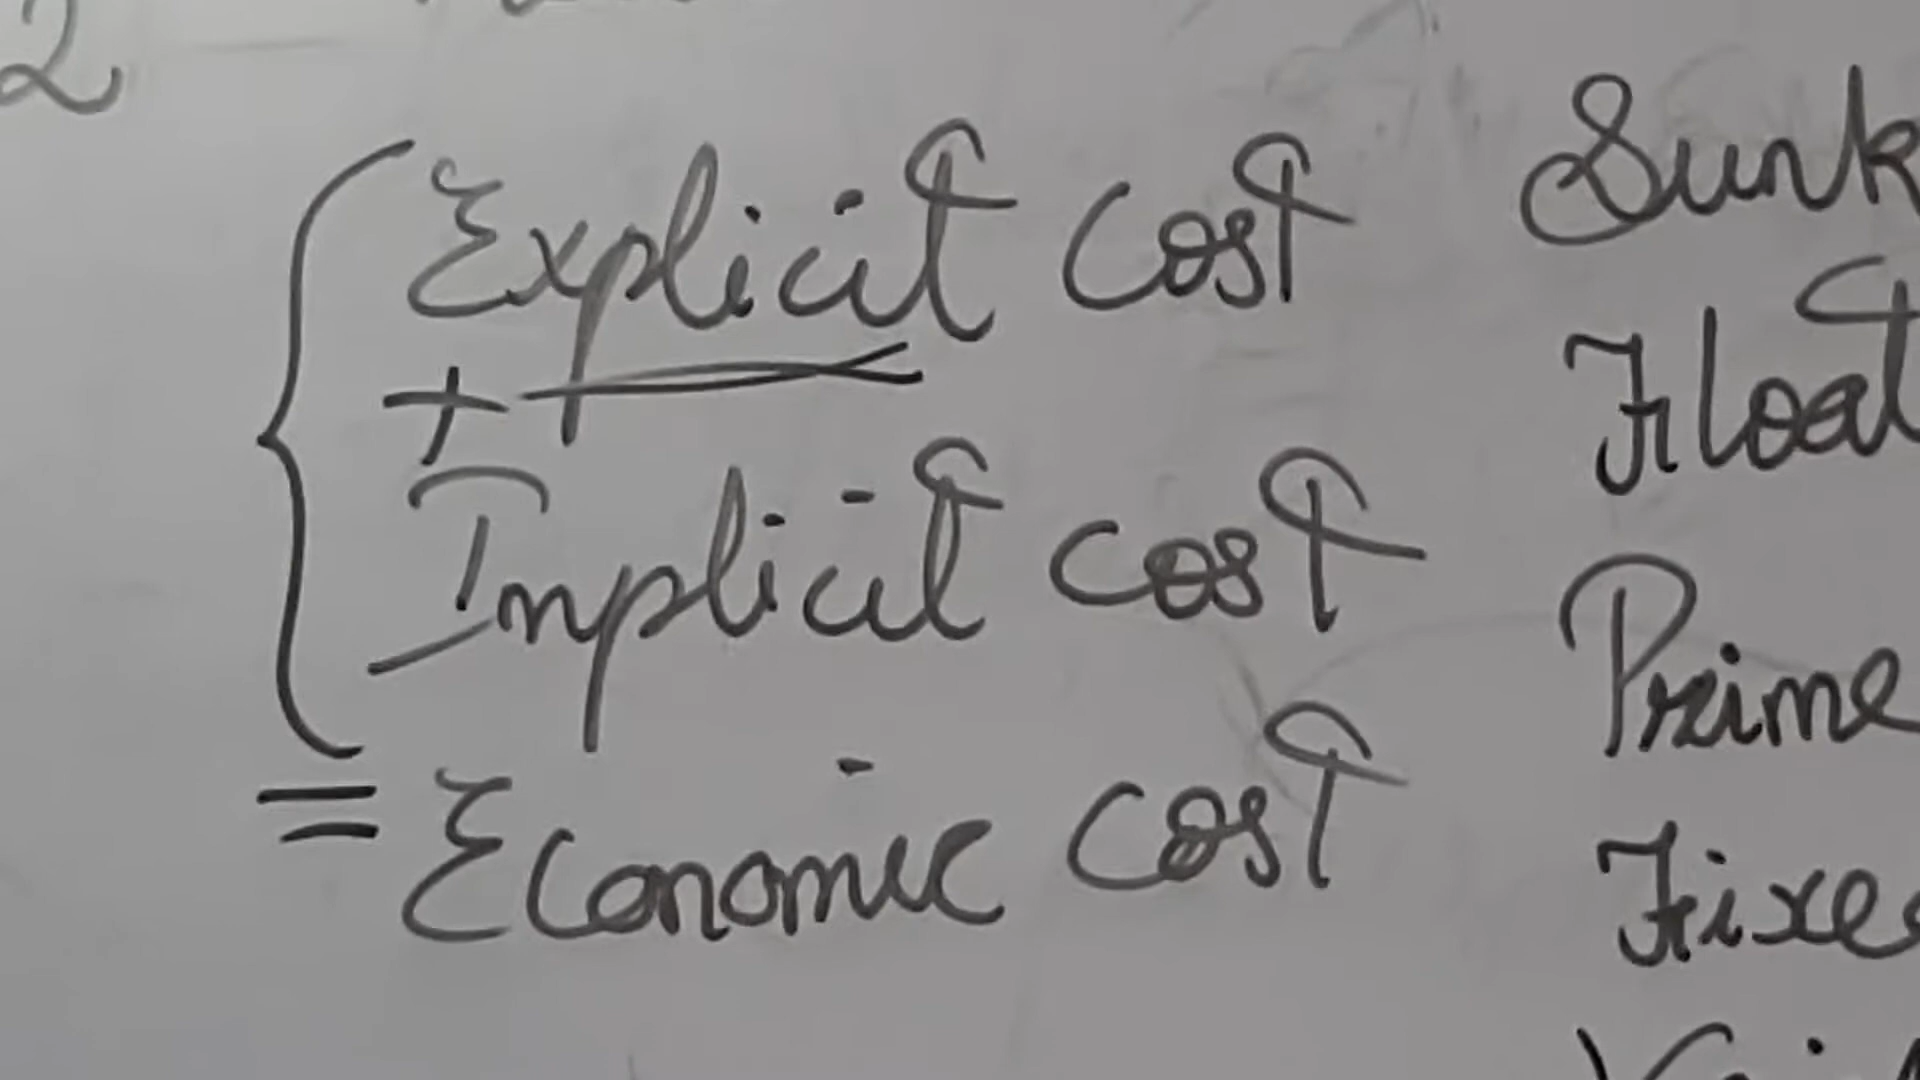 2
Explicit cost
+
Implicit cost
= Economic cost
Sunk
Float
Prime
Fixe